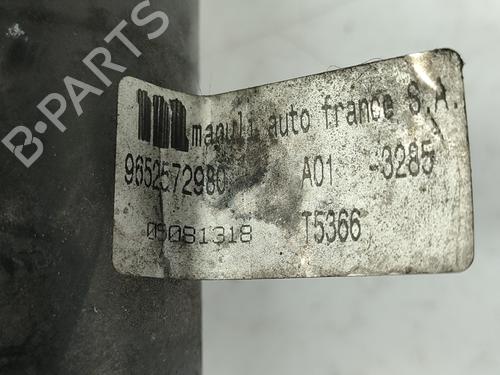 manuli auto france S.A.
9652572980 A01 -3285
05081318 T5366
B-PARTS